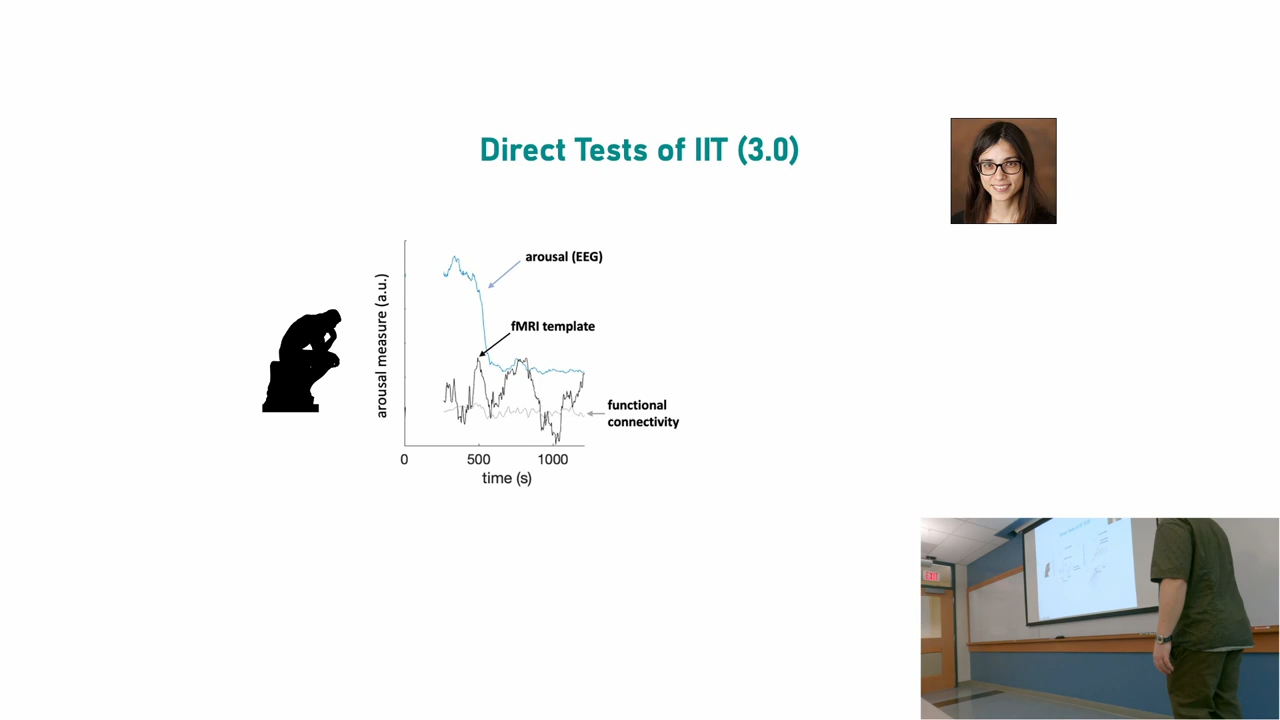 Direct Tests of IIT (3.0)
arousal (EEG)
fMRI template
functional
connectivity
arousal measure (a.u.)
0
500
1000
time (s)